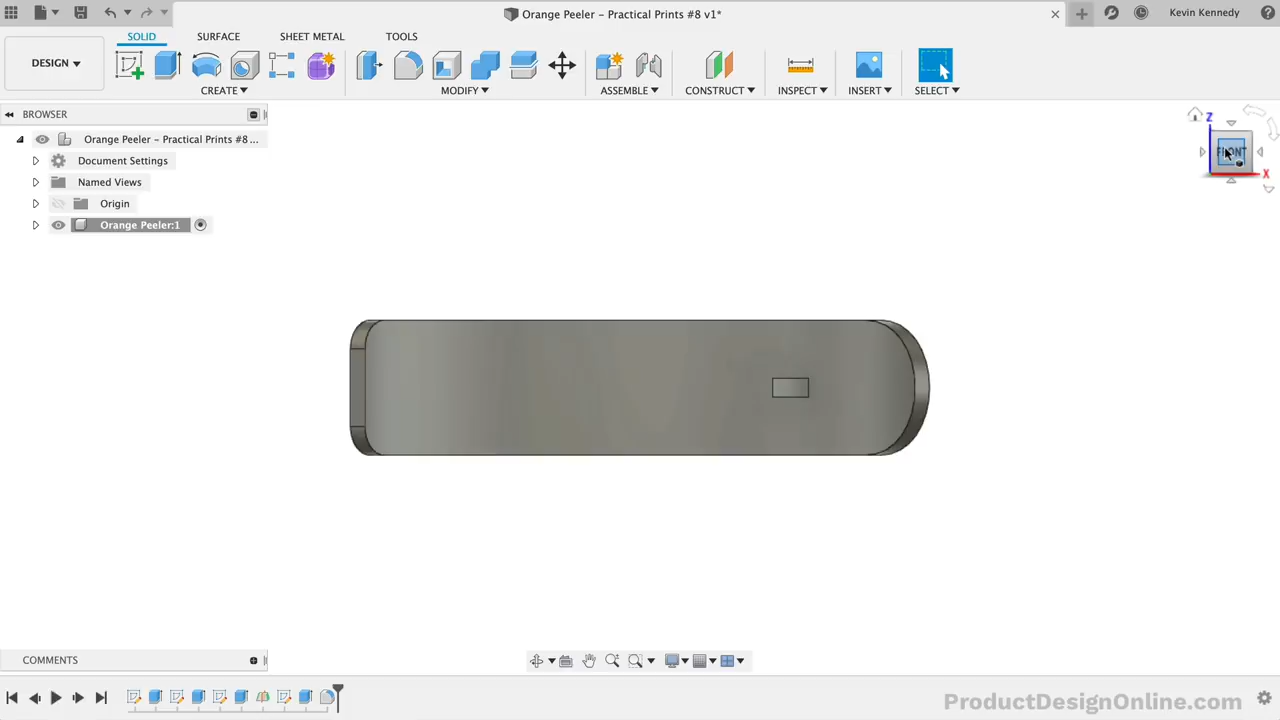 Orange Peeler - Practical Prints #8 v1*
Kevin Kennedy
SOLID
SURFACE
SHEET METAL
TOOLS
DESIGN
CREATE
MODIFY
ASSEMBLE
CONSTRUCT
INSPECT
INSERT
SELECT
BROWSER
Orange Peeler - Practical Prints #8 ...
Document Settings
Named Views
Origin
Orange Peeler:1
Z
FRONT
X
COMMENTS
ProductDesignOnline.com